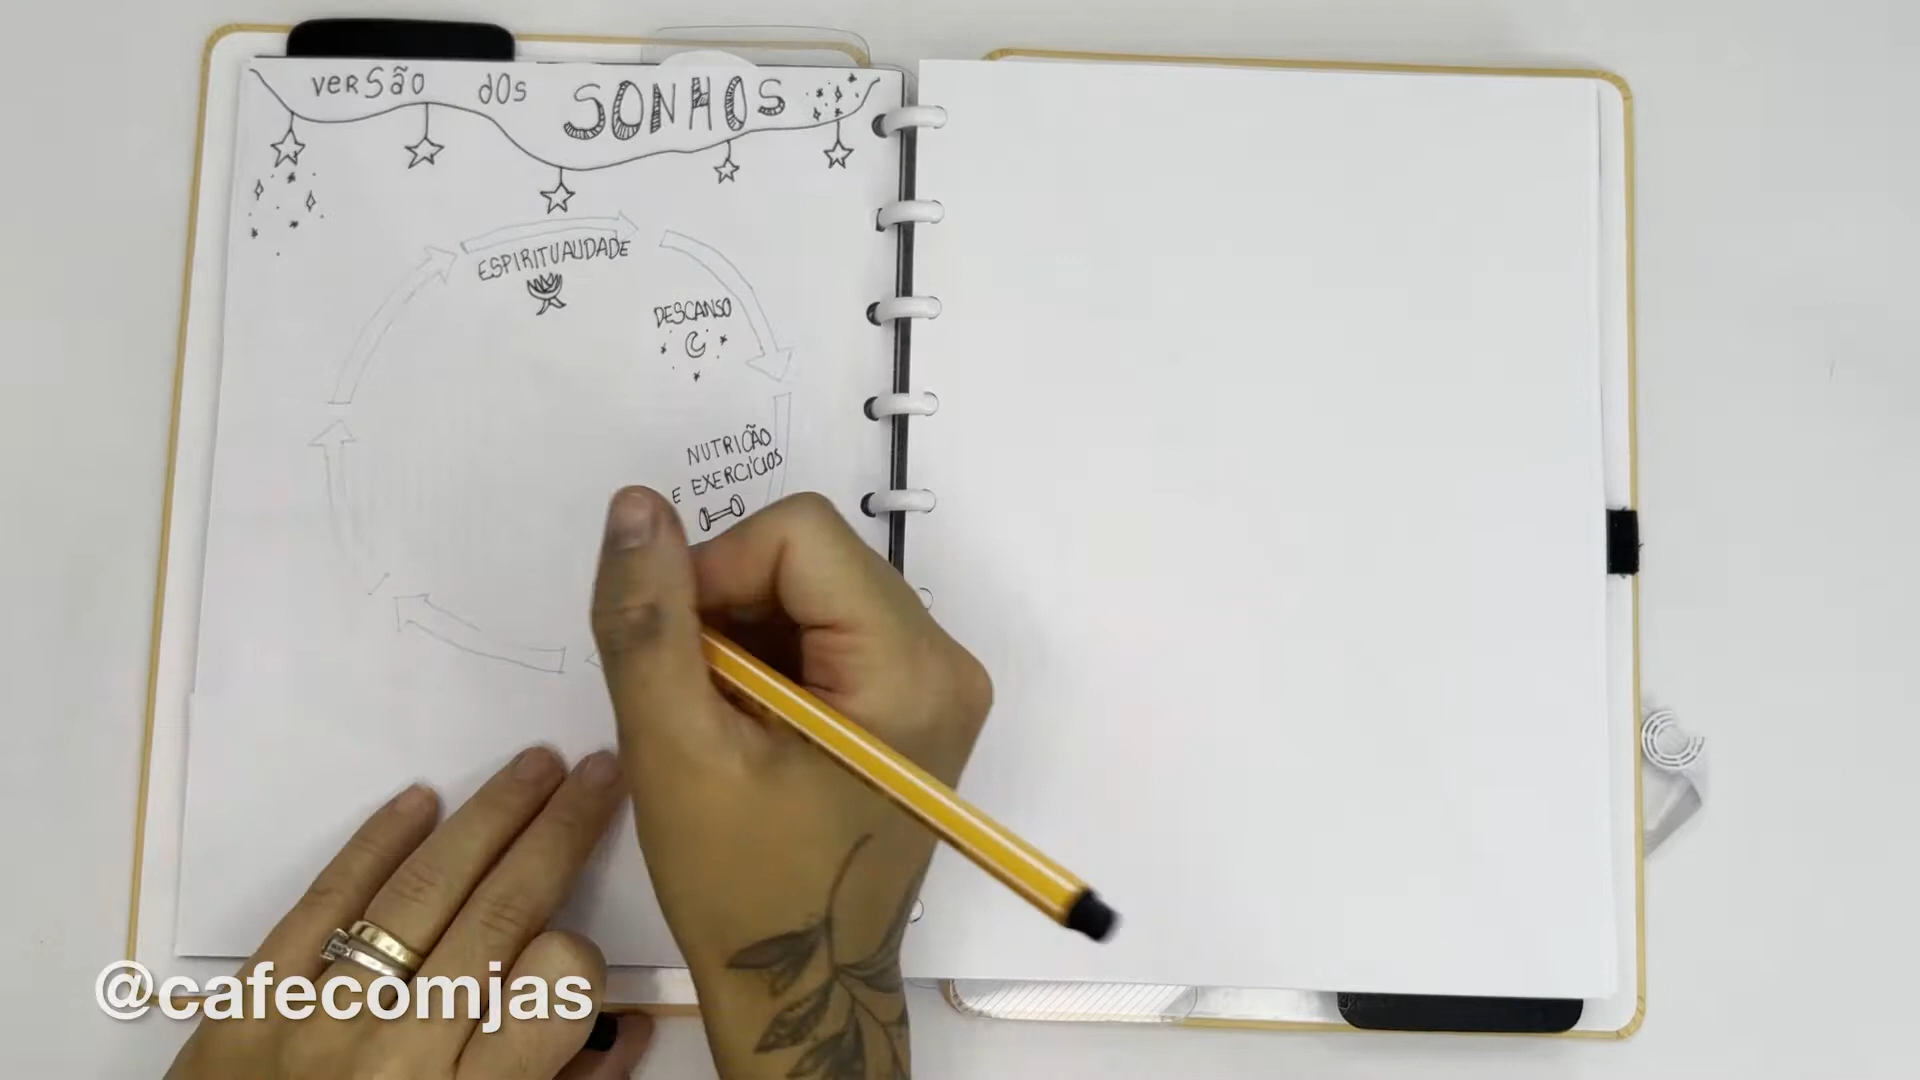 verSão dos SONHOS
ESPIRITUALIDADE
DESCANSO
NUTRIÇÃO
E EXERCÍCIOS
@cafecomjas